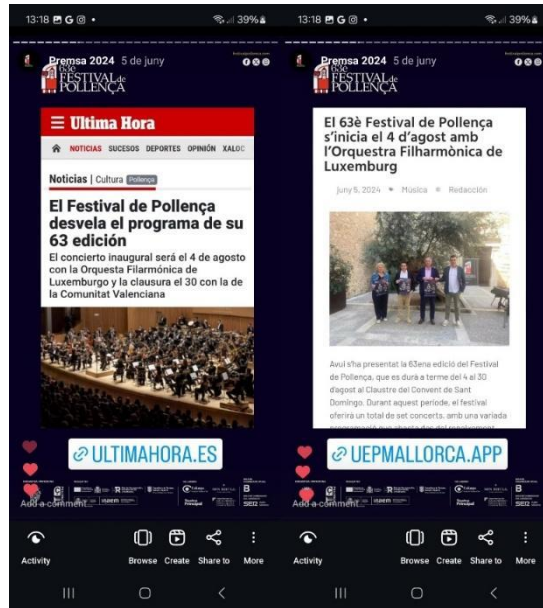 13:18
39%
Premsa 2024 5 de juny
63è
FESTIVAL de
POLLENÇA
Ultima Hora
NOTICIAS SUCESOS DEPORTES OPINIÓN XALOC
Noticias | Cultura Pollença
El Festival de Pollença
desvela el programa de su
63 edición
El concierto inaugural será el 4 de agosto
con la Orquesta Filarmónica de
Luxemburgo y la clausura el 30 con la de
la Comunitat Valenciana
ULTIMAHORA.ES
Add a comment...
Activity
Browse
Create
Share to
More
13:18
39%
Premsa 2024 5 de juny
63è
FESTIVAL de
POLLENÇA
El 63è Festival de Pollença
s'inicia el 4 d'agost amb
l'Orquestra Filharmònica de
Luxemburg
juny 5, 2024 Música Redacción
Avui s'ha presentat la 63ena edició del Festival
de Pollença, que es durà a terme del 4 al 30
d'agost al Claustre del Convent de Sant
Domingo. Durant aquest període, el festival
oferirà un total de set concerts, amb una variada
UEPMALLORCA.APP
Add a comment...
Activity
Browse
Create
Share to
More